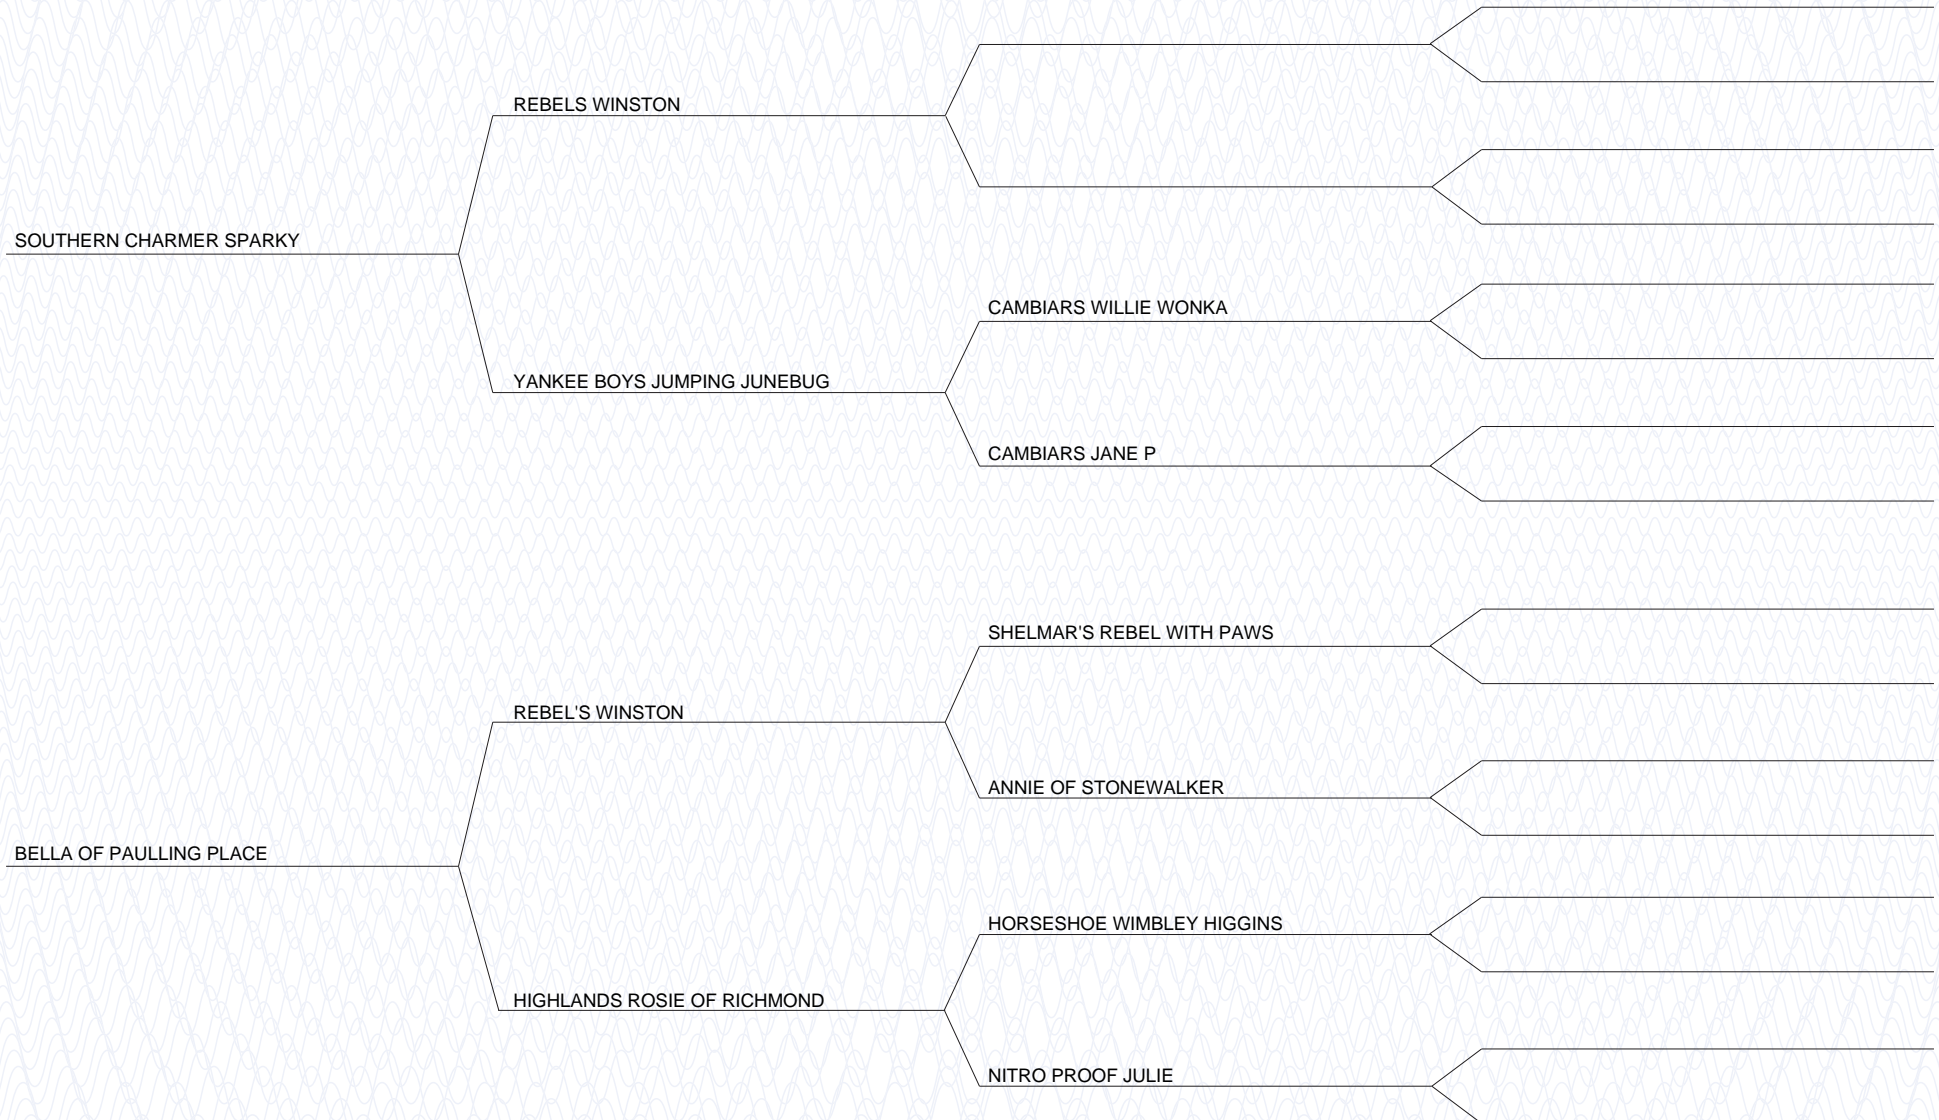 REBELS WINSTON
SOUTHERN CHARMER SPARKY
CAMBIARS WILLIE WONKA
YANKEE BOYS JUMPING JUNEBUG
CAMBIARS JANE P
SHELMAR'S REBEL WITH PAWS
REBEL'S WINSTON
ANNIE OF STONEWALKER
BELLA OF PAULLING PLACE
HORSESHOE WIMBLEY HIGGINS
HIGHLANDS ROSIE OF RICHMOND
NITRO PROOF JULIE